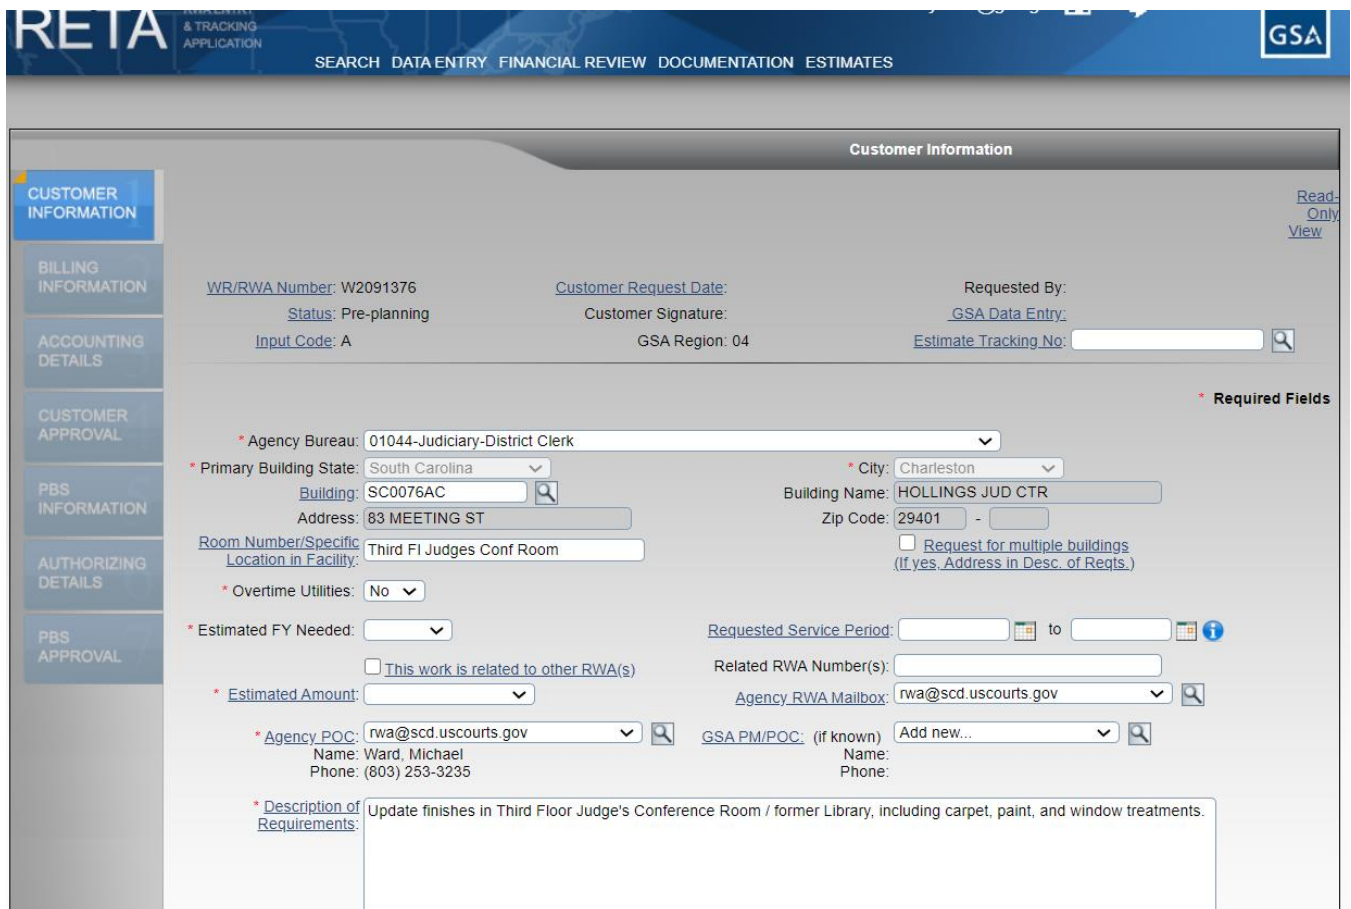 RETA
& TRACKING
APPLICATION
GSA
SEARCH DATA ENTRY FINANCIAL REVIEW DOCUMENTATION ESTIMATES
Customer Information
CUSTOMER
INFORMATION
Read-
Only
View
BILLING
INFORMATION
WR/RWA Number: W2091376 Customer Request Date: Requested By:
Status: Pre-planning Customer Signature: GSA Data Entry:
Input Code: A GSA Region: 04 Estimate Tracking No:
ACCOUNTING
DETAILS
* Required Fields
CUSTOMER
APPROVAL
* Agency Bureau: 01044-Judiciary-District Clerk
* Primary Building State: South Carolina * City: Charleston
Building: SC0076AC Building Name: HOLLINGS JUD CTR
Address: 83 MEETING ST Zip Code: 29401 -
PBS
INFORMATION
Room Number/Specific
Location in Facility: Third Fl Judges Conf Room
Request for multiple buildings
(If yes, Address in Desc. of Reqts.)
AUTHORIZING
DETAILS
* Overtime Utilities: No
* Estimated FY Needed: Requested Service Period: to
PBS
APPROVAL
This work is related to other RWA(s) Related RWA Number(s):
* Estimated Amount: Agency RWA Mailbox: rwa@scd.uscourts.gov
* Agency POC: rwa@scd.uscourts.gov GSA PM/POC: (if known) Add new...
Name: Ward, Michael Name:
Phone: (803) 253-3235 Phone:
* Description of
Requirements:
Update finishes in Third Floor Judge's Conference Room / former Library, including carpet, paint, and window treatments.